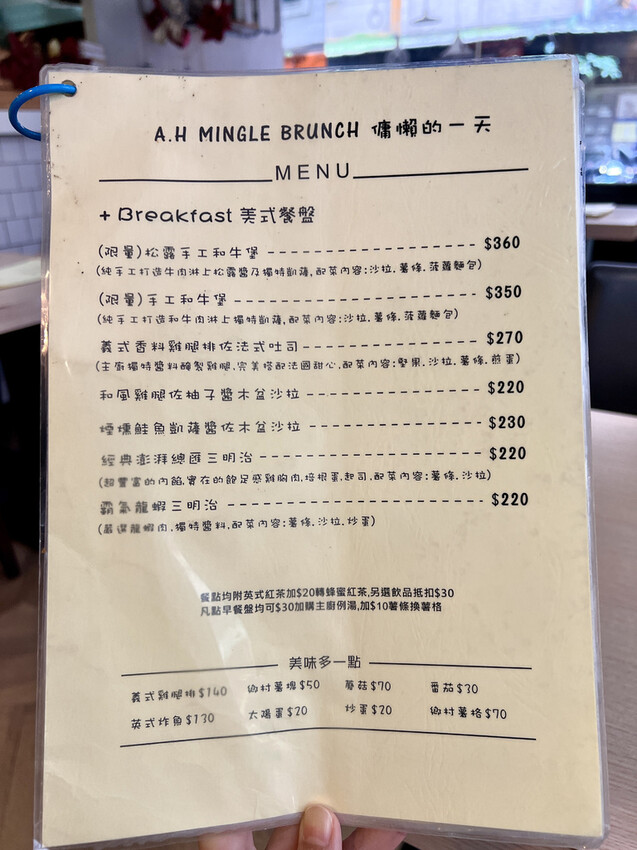 A.H MINGLE BRUNCH 慵懶的一天
MENU
+ Breakfast 美式餐盤
(限量)松露手工和牛堡 $360
(純手工打造牛肉淋上松露醬及獨特凱薩,配菜內容:沙拉.薯條.菠蘿麵包)
(限量)手工和牛堡 $350
(純手工打造和牛肉淋上獨特凱薩,配菜內容:沙拉.薯條.菠蘿麵包)
義式香料雞腿排佐法式吐司 $270
(主廚獨特醬料醃製雞腿,完美搭配法國甜心,配菜內容:堅果.沙拉.薯條.煎蛋)
和風雞腿佐柚子醬木盆沙拉 $220
煙燻鮭魚凱薩醬佐木盆沙拉 $230
經典澎湃總匯三明治 $220
(超豐富的內餡,實在的飽足感雞胸肉.培根蛋.起司.配菜內容:薯條.沙拉)
霸氣龍蝦三明治 $220
(嚴選龍蝦肉.獨特醬料,配菜內容:薯條.沙拉.炒蛋)
餐點均附英式紅茶加$20轉蜂蜜紅茶,另選飲品抵扣$30
凡點早餐盤均可$30加購主廚例湯,加$10薯條換薯格
美味多一點
義式雞腿排$140 鄉村薯塊$50 蘑菇$70 番茄$30
英式炸魚$130 太陽蛋$20 炒蛋$20 鄉村薯格$70